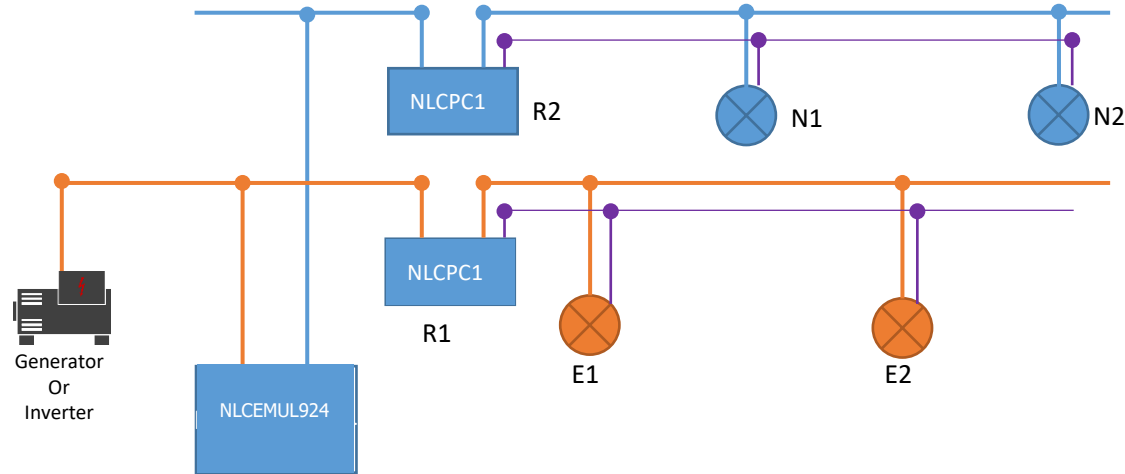 NLCPC1
R2
N1
N2
NLCPC1
R1
E1
E2
Generator
Or
Inverter
NLCEMUL924